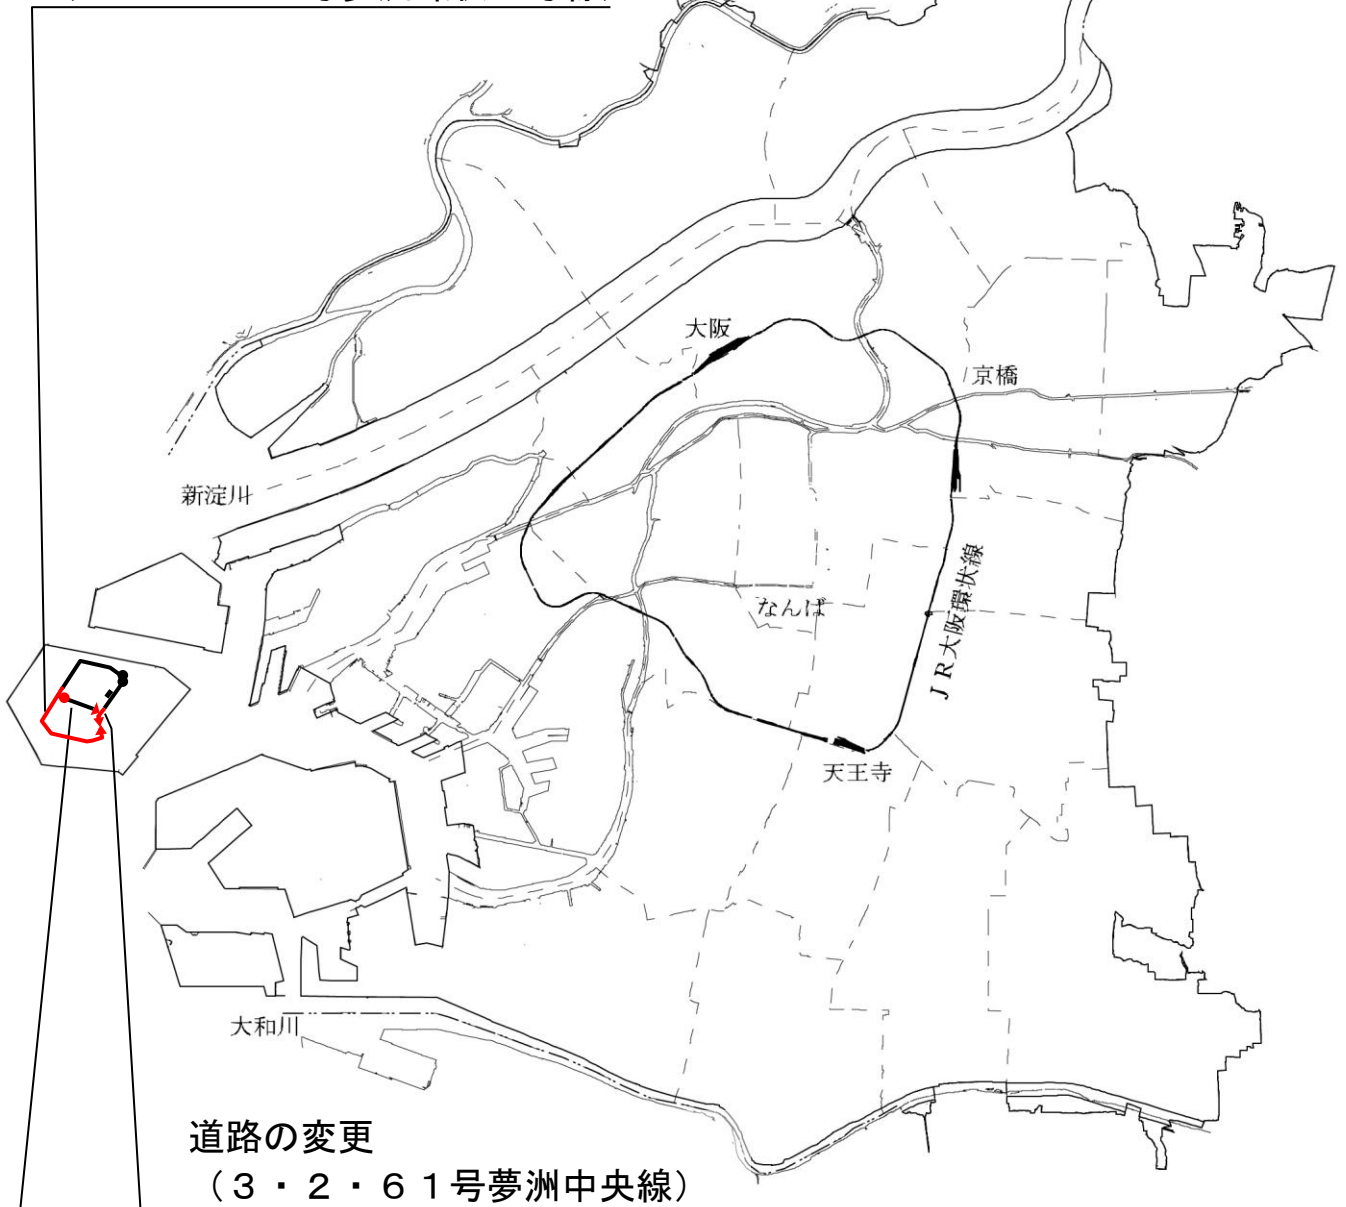 大阪
京橋
新淀川
なんば
JR大阪環状線
天王寺
大和川
道路の変更
(3・2・61号夢洲中央線)